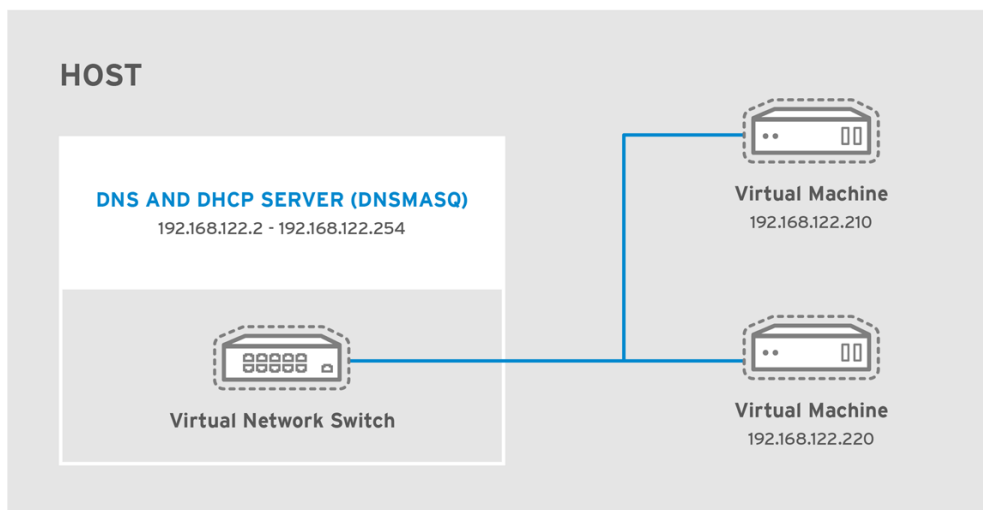 HOST
DNS AND DHCP SERVER (DNSMASQ)
192.168.122.2 - 192.168.122.254
Virtual Network Switch
Virtual Machine
192.168.122.210
Virtual Machine
192.168.122.220